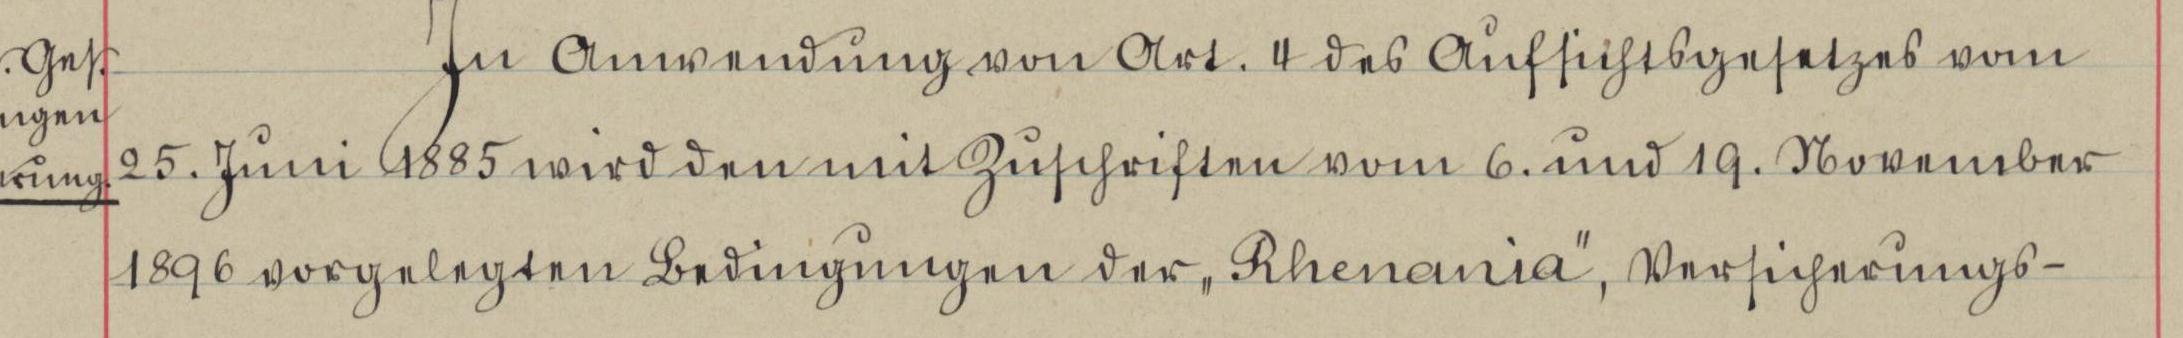 . Ges.
ngen
rung.
In Anwendung von Art. 4 des Aufsichtsgesetzes vom
25. Juni 1885 wird den mit Zuschriften vom 6. und 19. November
1896 vorgelegten Bedingungen der „Rhenania", Versicherungs-